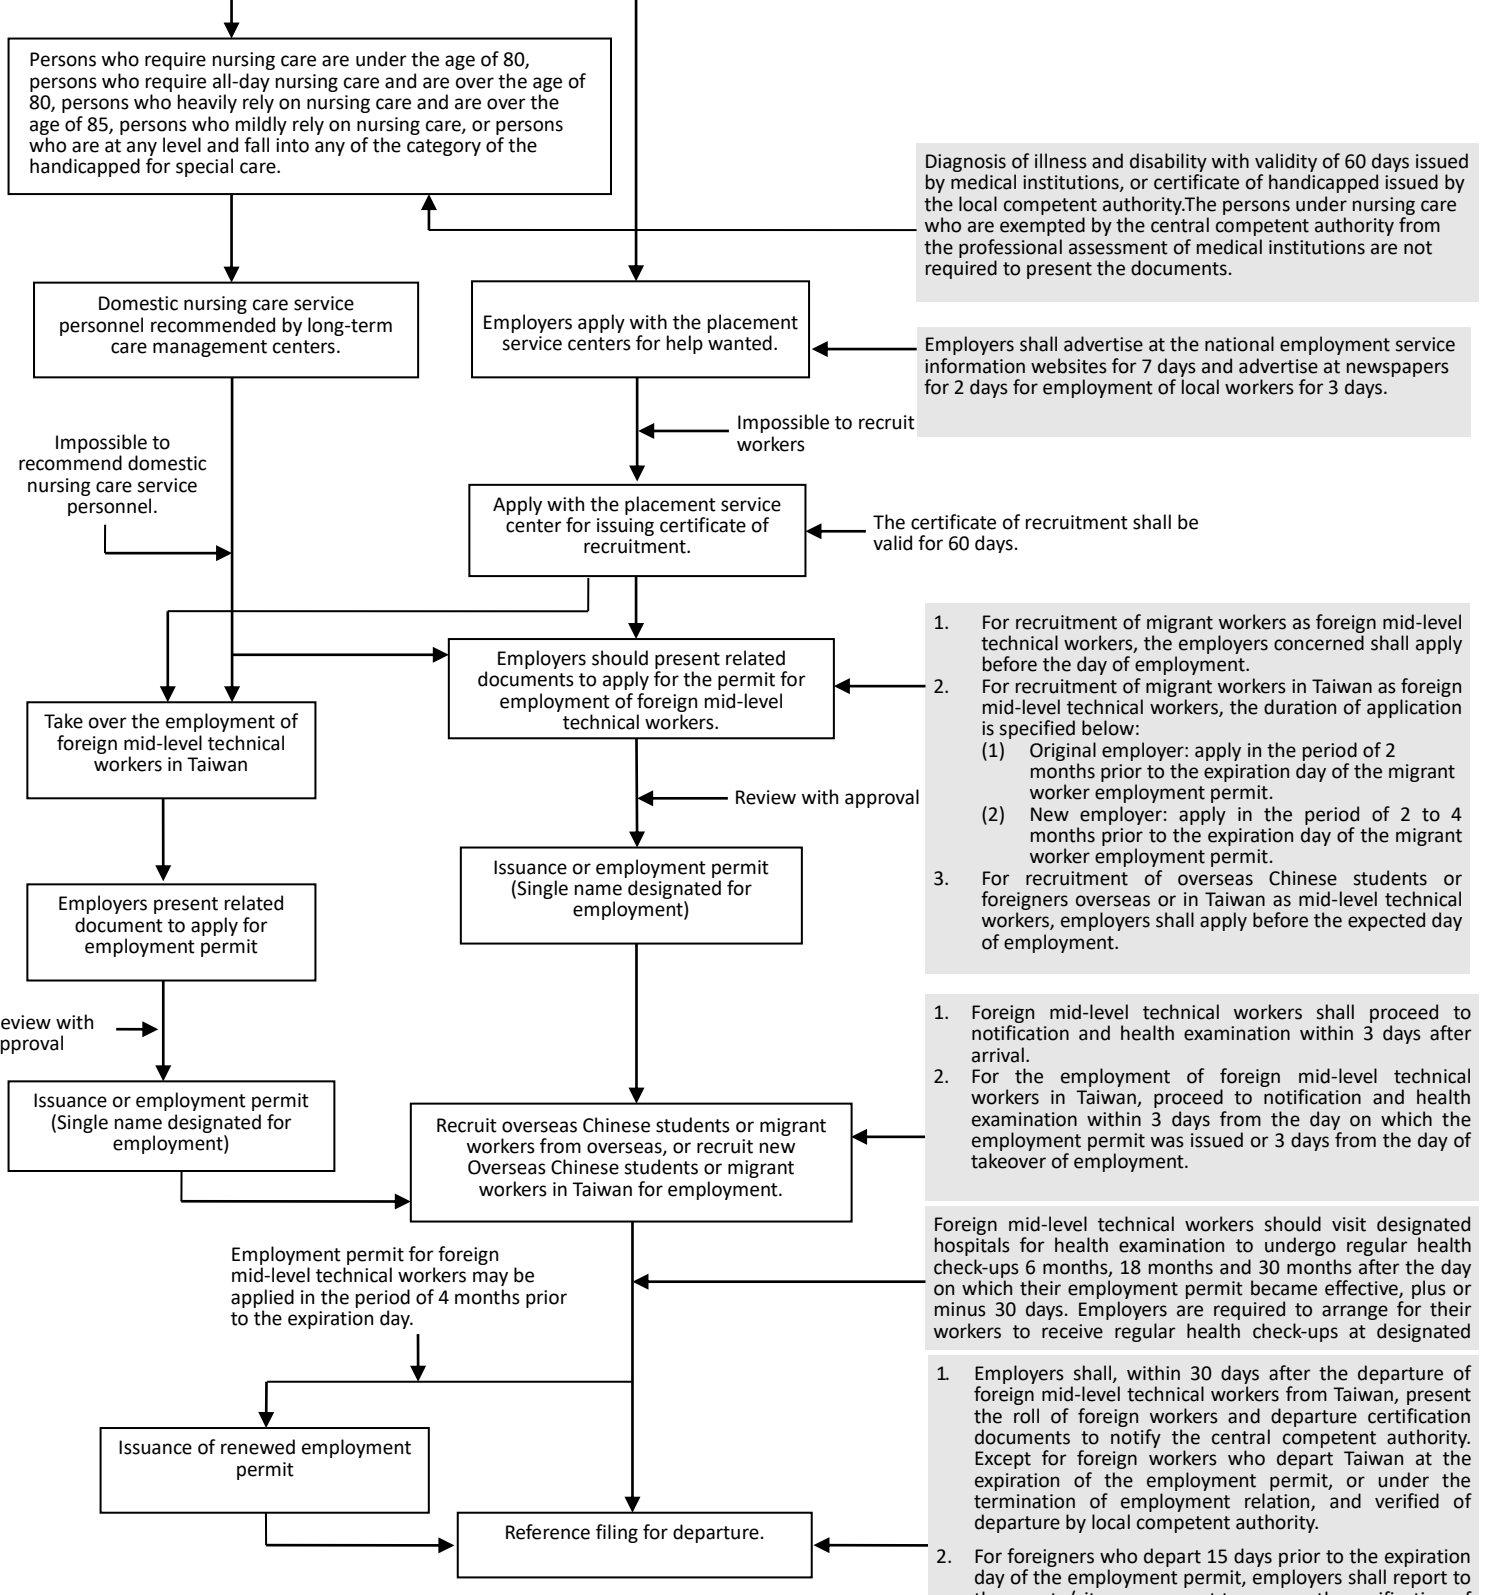 Persons who require nursing care are under the age of 80,
persons who require all-day nursing care and are over the age of
80, persons who heavily rely on nursing care and are over the
age of 85, persons who mildly rely on nursing care, or persons
who are at any level and fall into any of the category of the
handicapped for special care.
Diagnosis of illness and disability with validity of 60 days issued
by medical institutions, or certificate of handicapped issued by
the local competent authority.The persons under nursing care
who are exempted by the central competent authority from
the professional assessment of medical institutions are not
required to present the documents.
Domestic nursing care service
personnel recommended by long-term
care management centers.
Employers apply with the placement
service centers for help wanted.
Employers shall advertise at the national employment service
information websites for 7 days and advertise at newspapers
for 2 days for employment of local workers for 3 days.
Impossible to
recommend domestic
nursing care service
personnel.
Impossible to recruit
workers
Apply with the placement service
center for issuing certificate of
recruitment.
The certificate of recruitment shall be
valid for 60 days.
Employers should present related
documents to apply for the permit for
employment of foreign mid-level
technical workers.
1. For recruitment of migrant workers as foreign mid-level
technical workers, the employers concerned shall apply
before the day of employment.
2. For recruitment of migrant workers in Taiwan as foreign
mid-level technical workers, the duration of application
is specified below:
(1) Original employer: apply in the period of 2
months prior to the expiration day of the migrant
worker employment permit.
(2) New employer: apply in the period of 2 to 4
months prior to the expiration day of the migrant
worker employment permit.
3. For recruitment of overseas Chinese students or
foreigners overseas or in Taiwan as mid-level technical
workers, employers shall apply before the expected day
of employment.
Take over the employment of
foreign mid-level technical
workers in Taiwan
Review with approval
Issuance or employment permit
(Single name designated for
employment)
Employers present related
document to apply for
employment permit
eview with
pproval
Issuance or employment permit
(Single name designated for
employment)
Recruit overseas Chinese students or migrant
workers from overseas, or recruit new
Overseas Chinese students or migrant
workers in Taiwan for employment.
1. Foreign mid-level technical workers shall proceed to
notification and health examination within 3 days after
arrival.
2. For the employment of foreign mid-level technical
workers in Taiwan, proceed to notification and health
examination within 3 days from the day on which the
employment permit was issued or 3 days from the day of
takeover of employment.
Employment permit for foreign
mid-level technical workers may be
applied in the period of 4 months prior
to the expiration day.
Foreign mid-level technical workers should visit designated
hospitals for health examination to undergo regular health
check-ups 6 months, 18 months and 30 months after the day
on which their employment permit became effective, plus or
minus 30 days. Employers are required to arrange for their
workers to receive regular health check-ups at designated
Issuance of renewed employment
permit
Reference filing for departure.
1. Employers shall, within 30 days after the departure of
foreign mid-level technical workers from Taiwan, present
the roll of foreign workers and departure certification
documents to notify the central competent authority.
Except for foreign workers who depart Taiwan at the
expiration of the employment permit, or under the
termination of employment relation, and verified of
departure by local competent authority.
2. For foreigners who depart 15 days prior to the expiration
day of the employment permit, employers shall report to